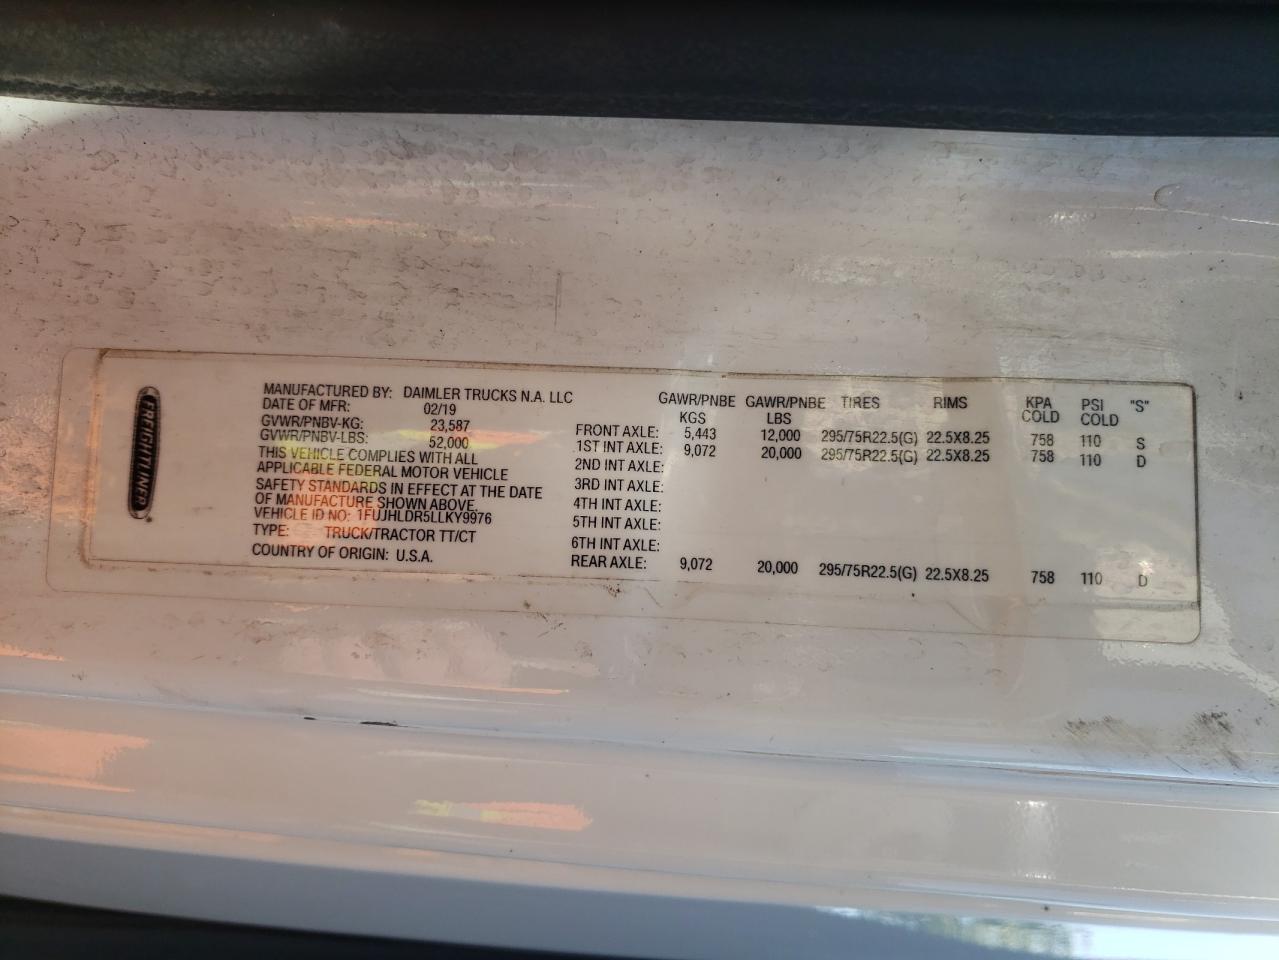 FREIGHTLINER
MANUFACTURED BY: DAIMLER TRUCKS N.A. LLC
DATE OF MFR: 02/19
GVWR/PNBV-KG: 23,587
GVWR/PNBV-LBS: 52,000
THIS VEHICLE COMPLIES WITH ALL
APPLICABLE FEDERAL MOTOR VEHICLE
SAFETY STANDARDS IN EFFECT AT THE DATE
OF MANUFACTURE SHOWN ABOVE.
VEHICLE ID NO: 1FUJHLDR5LLKY9976
TYPE: TRUCK/TRACTOR TT/CT
COUNTRY OF ORIGIN: U.S.A.
GAWR/PNBE GAWR/PNBE TIRES RIMS KPA PSI "S"
KGS LBS COLD COLD
FRONT AXLE: 5,443 12,000 295/75R22.5(G) 22.5X8.25 758 110 S
1ST INT AXLE: 9,072 20,000 295/75R22.5(G) 22.5X8.25 758 110 D
2ND INT AXLE:
3RD INT AXLE:
4TH INT AXLE:
5TH INT AXLE:
6TH INT AXLE:
REAR AXLE: 9,072 20,000 295/75R22.5(G) 22.5X8.25 758 110 D